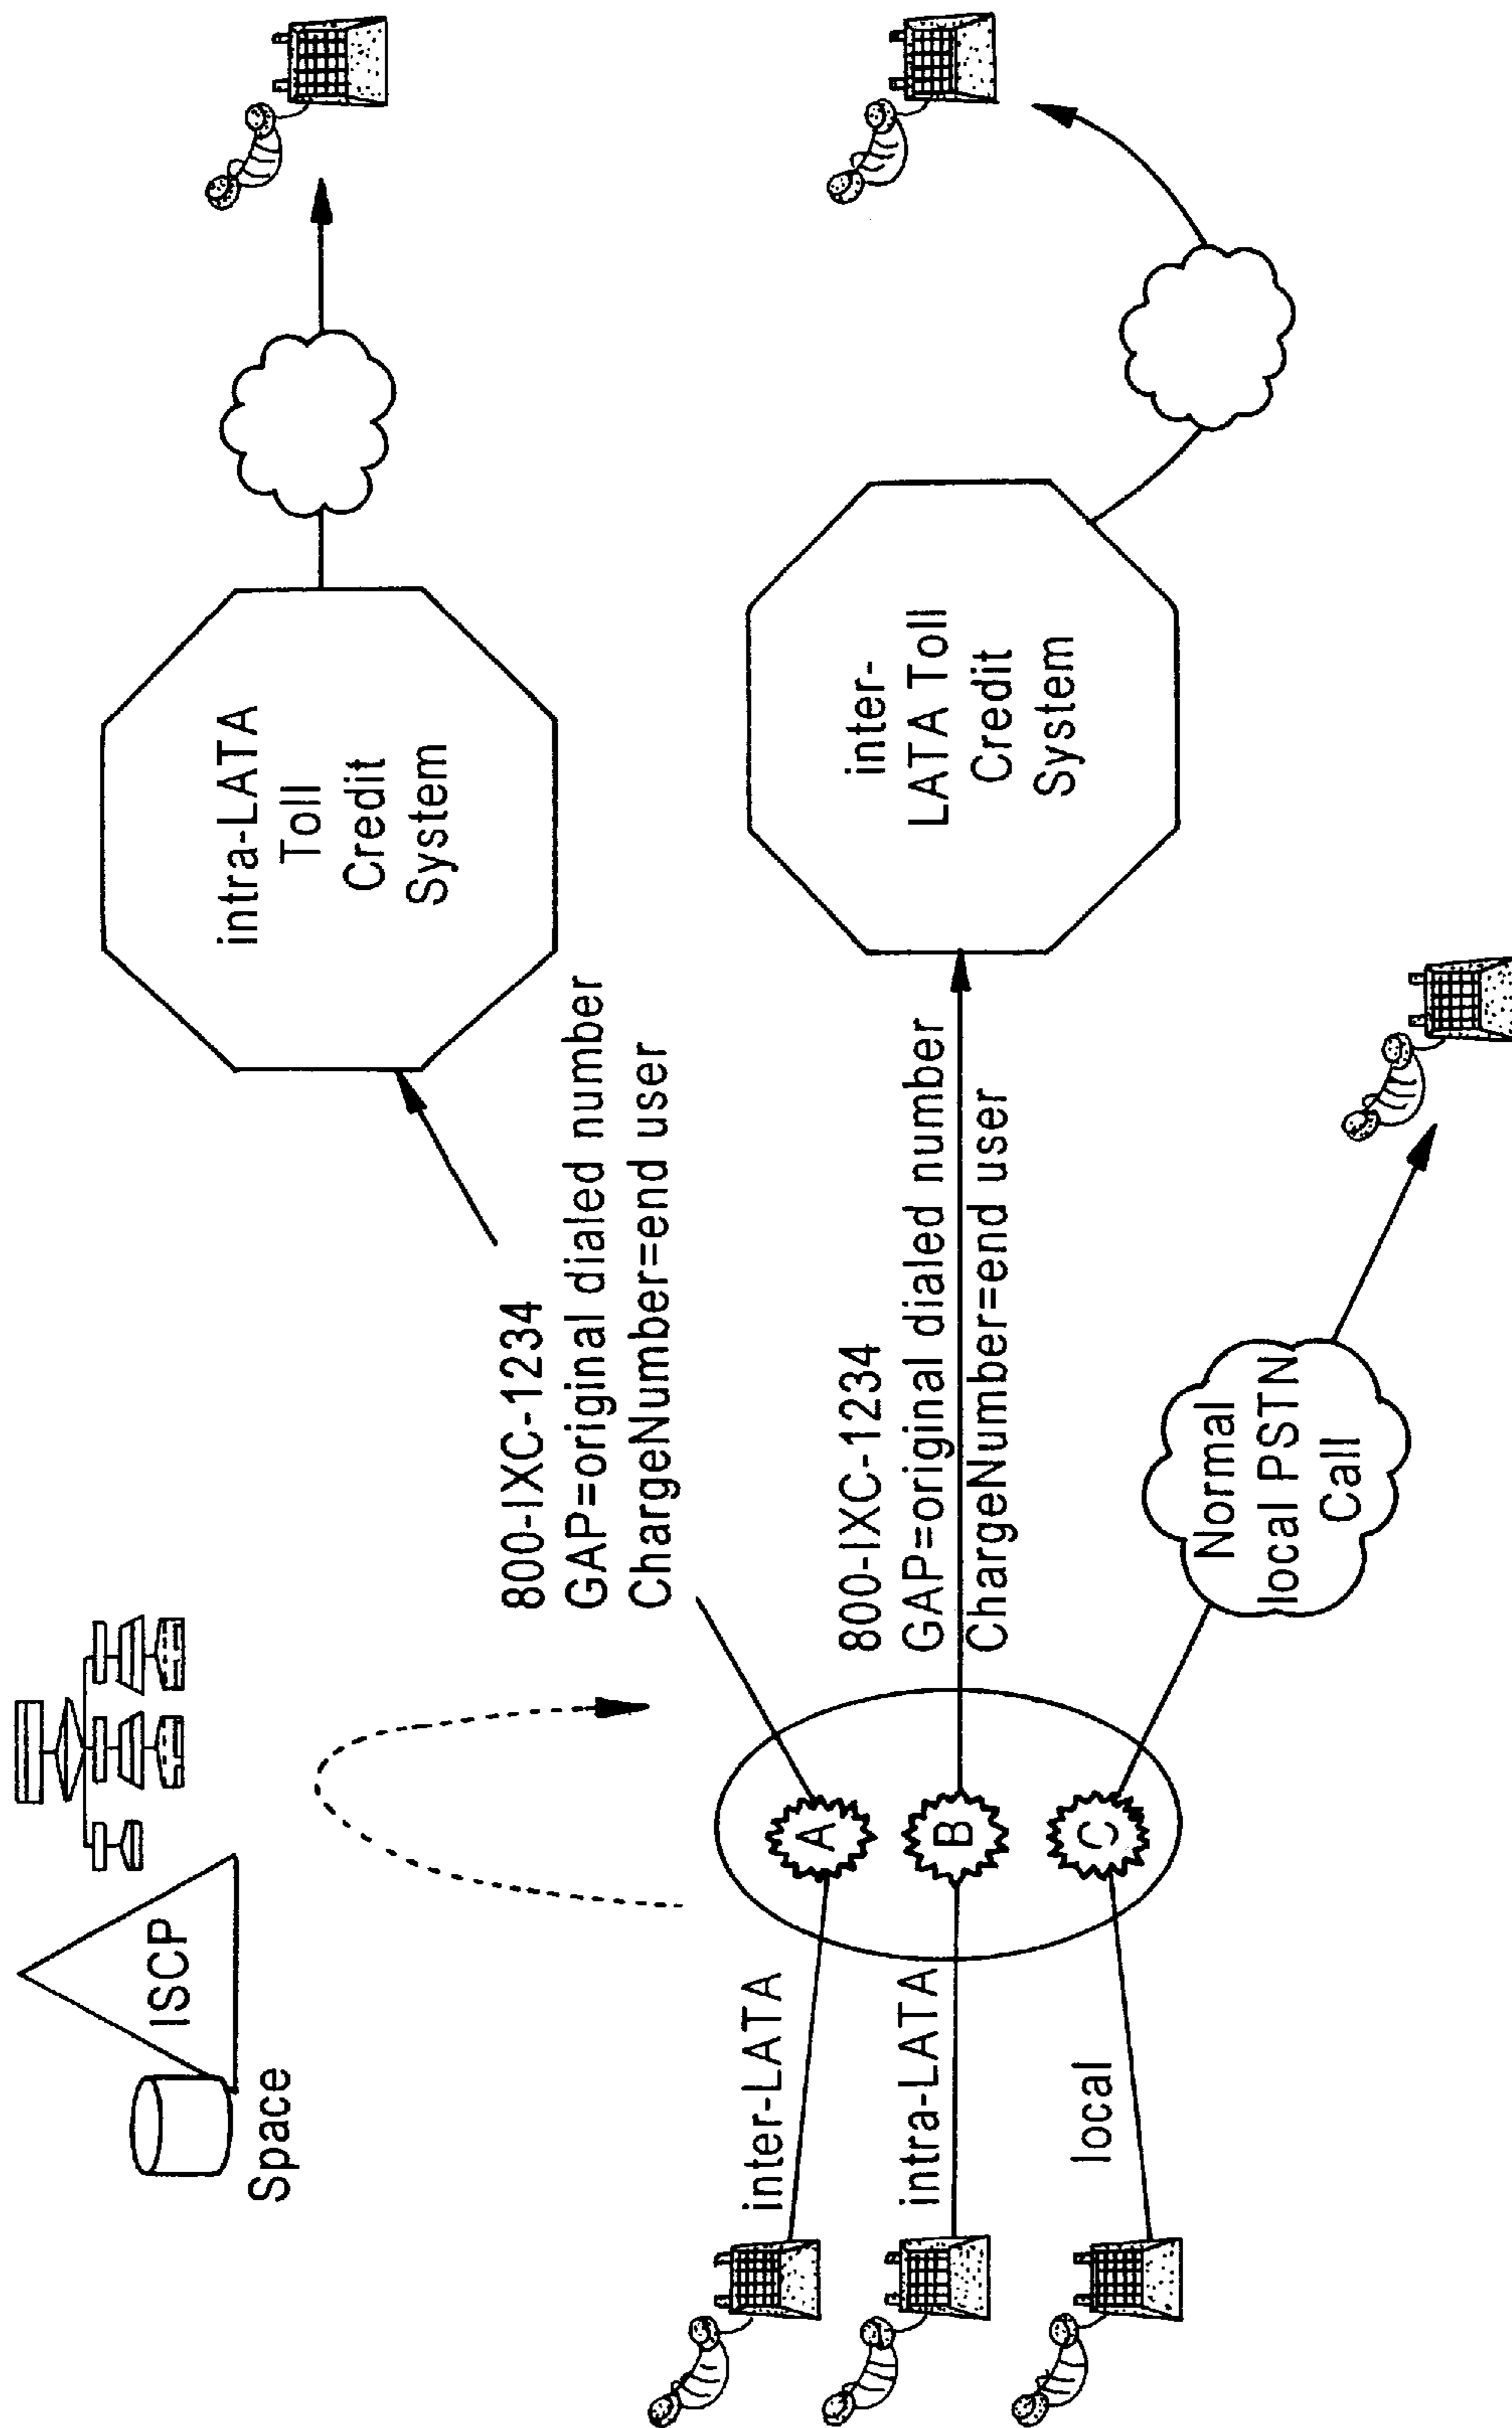 ISCP
Space
inter-LATA
intra-LATA
local
A
B
C
800-IXC-1234
GAP=original dialed number
ChargeNumber=end user
800-IXC-1234
GAP=original dialed number
ChargeNumber=end user
Normal
local PSTN
Call
intra-LATA
Toll
Credit
System
inter-
LATA Toll
Credit
System